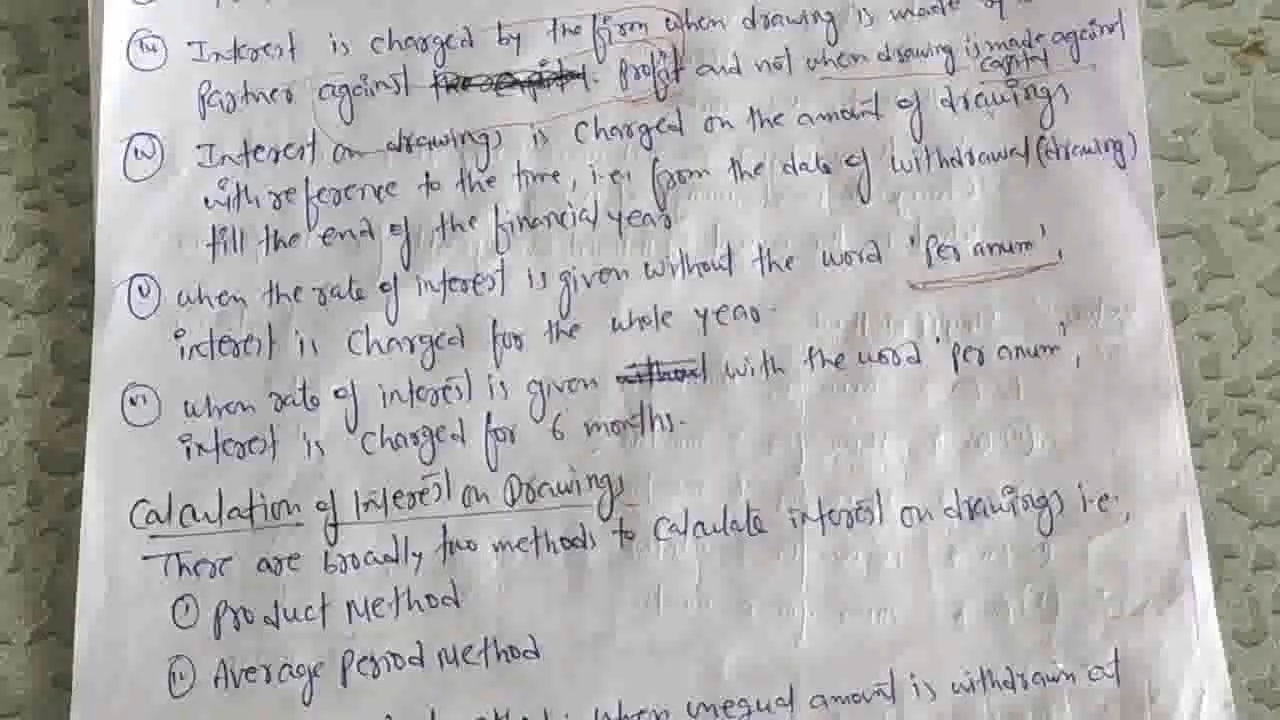 (iii) Interest is charged by the firm when drawing is made
Partner against profit and not when drawing is made against
capital
(iv) Interest on drawings is charged on the amount of drawings
with reference to the time, i.e. from the date of withdrawal (drawing)
till the end of the financial year
(v) when the rate of interest is given without the word 'per anum',
interest is charged for the whole year.
(vi) when rate of interest is given with the word 'per anum',
interest is charged for 6 months.
Calculation of Interest on Drawings
There are broadly two methods to calculate interest on drawings i.e.,
(i) Product Method
(ii) Average Period Method
when unequal amount is withdrawn at